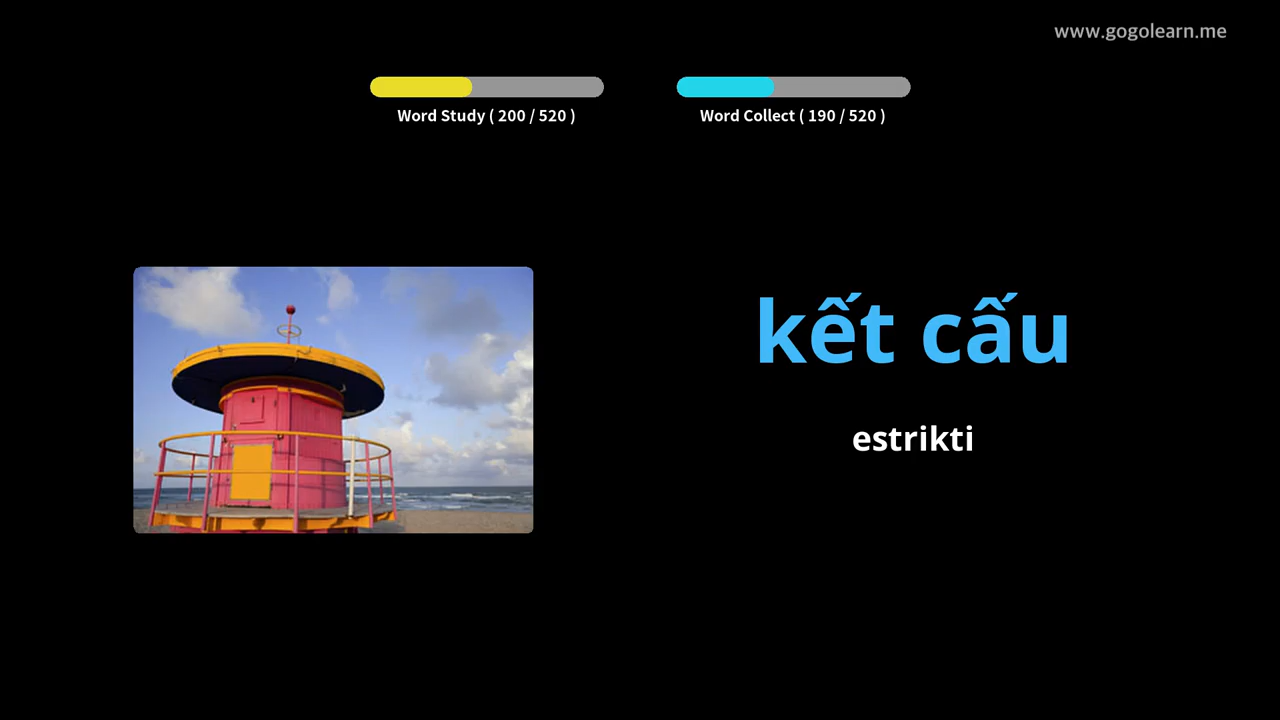 www.gogolearn.me
Word Study ( 200 / 520 )
Word Collect ( 190 / 520 )
kết cấu
estrikti